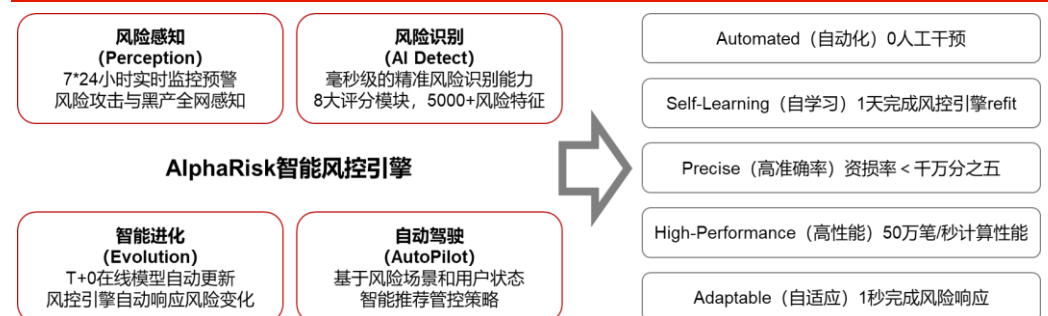 风险感知
（Perception）
7*24小时实时监控预警
风险攻击与黑产全网感知
风险识别
（AI Detect）
毫秒级的精准风险识别能力
8大评分模块，5000+风险特征
AlphaRisk智能风控引擎
智能进化
（Evolution）
T+0在线模型自动更新
风控引擎自动响应风险变化
自动驾驶
（AutoPilot）
基于风险场景和用户状态
智能推荐管控策略
Automated（自动化）0人工干预
Self-Learning（自学习）1天完成风控引擎refit
Precise（高准确率）资损率＜千万分之五
High-Performance（高性能）50万笔/秒计算性能
Adaptable（自适应）1秒完成风险响应